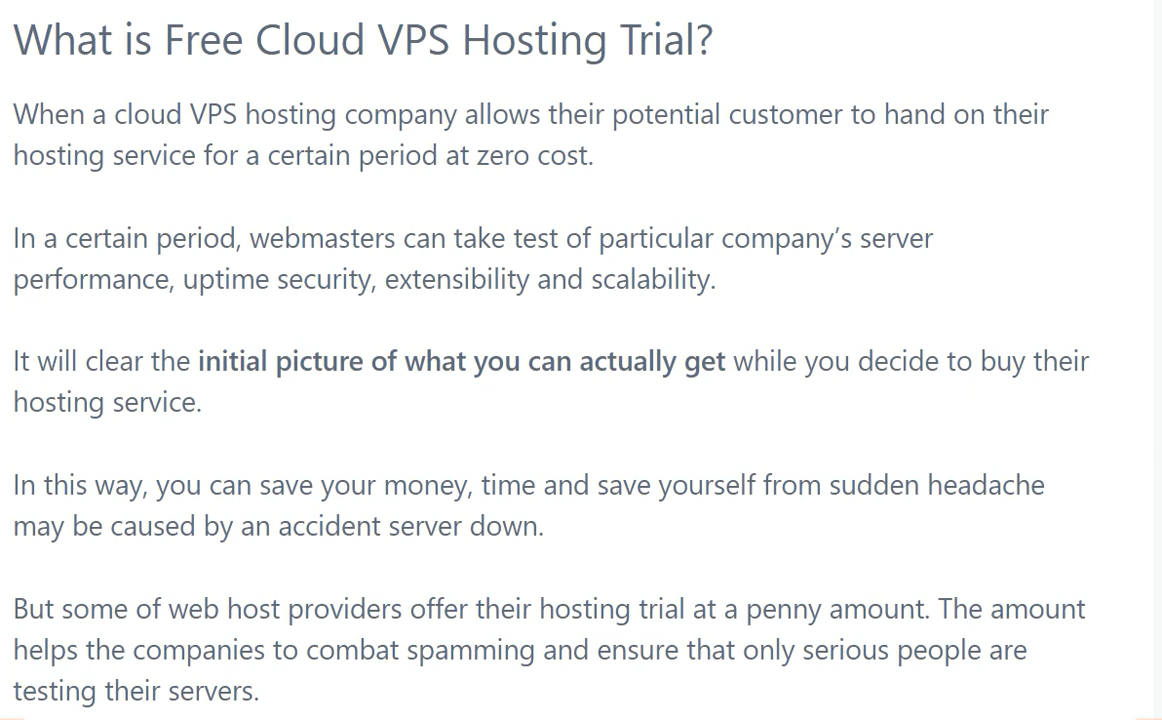 What is Free Cloud VPS Hosting Trial?
When a cloud VPS hosting company allows their potential customer to hand on their
hosting service for a certain period at zero cost.
In a certain period, webmasters can take test of particular company’s server
performance, uptime security, extensibility and scalability.
It will clear the initial picture of what you can actually get while you decide to buy their
hosting service.
In this way, you can save your money, time and save yourself from sudden headache
may be caused by an accident server down.
But some of web host providers offer their hosting trial at a penny amount. The amount
helps the companies to combat spamming and ensure that only serious people are
testing their servers.